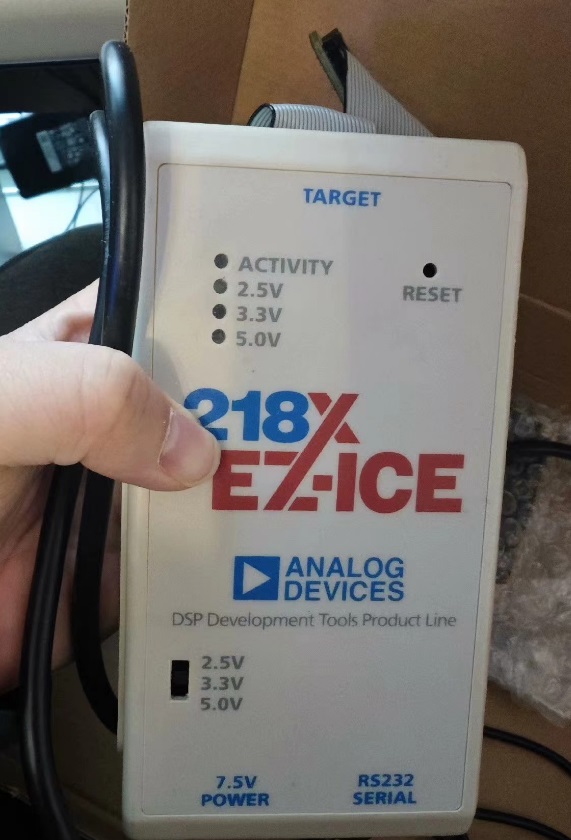 TARGET
ACTIVITY
2.5V
3.3V
5.0V
RESET
218X
EZ-ICE
ANALOG
DEVICES
DSP Development Tools Product Line
2.5V
3.3V
5.0V
7.5V
POWER
RS232
SERIAL